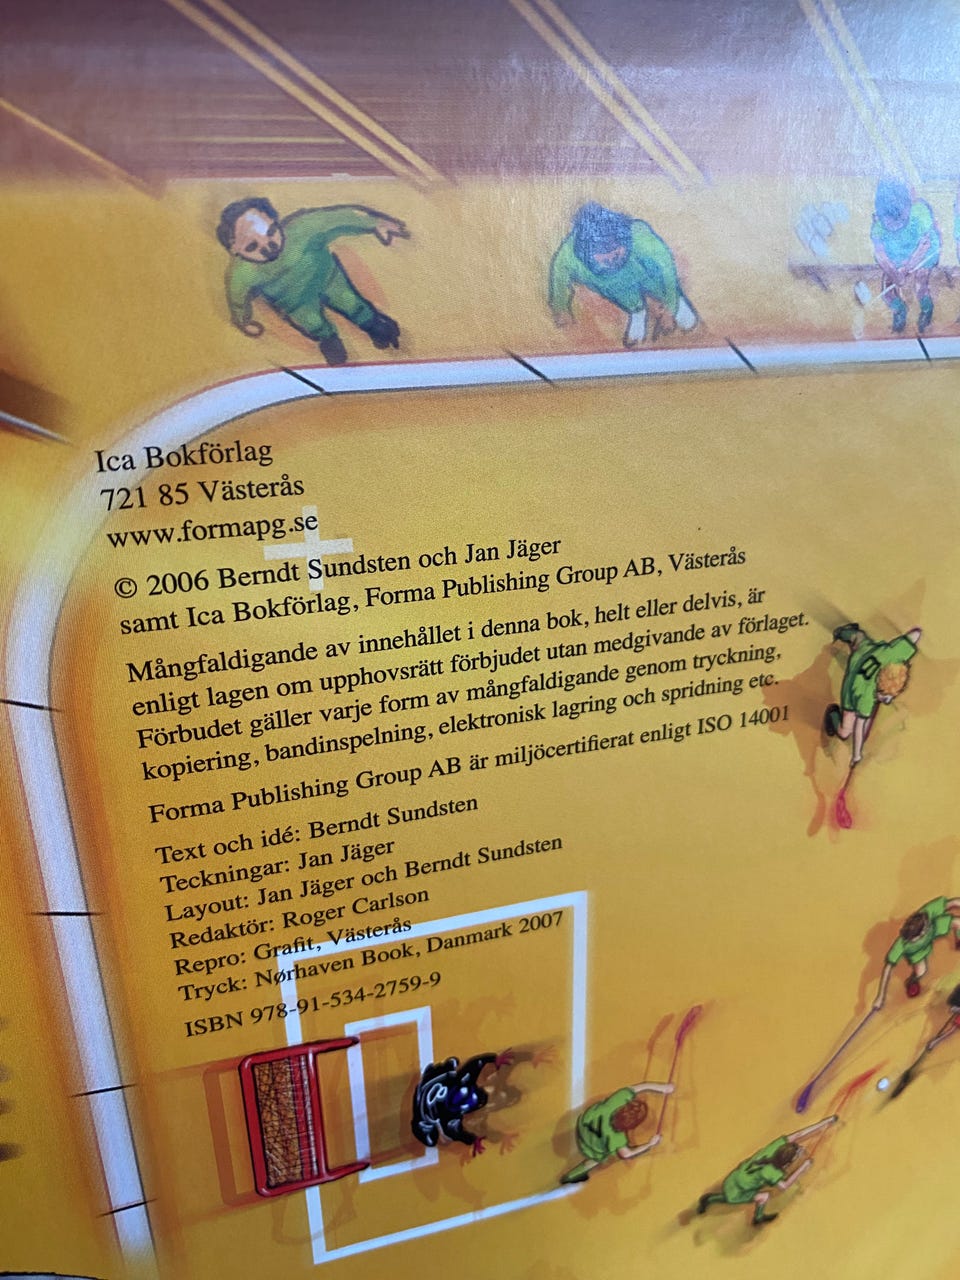 Ica Bokförlag
721 85 Västerås
www.formapg.se
© 2006 Berndt Sundsten och Jan Jäger
samt Ica Bokförlag, Forma Publishing Group AB, Västerås
Mångfaldigande av innehållet i denna bok, helt eller delvis, är
enligt lagen om upphovsrätt förbjudet utan medgivande av förlaget.
Förbudet gäller varje form av mångfaldigande genom tryckning,
kopiering, bandinspelning, elektronisk lagring och spridning etc.
Forma Publishing Group AB är miljöcertifierat enligt ISO 14001
Text och idé: Berndt Sundsten
Teckningar: Jan Jäger
Layout: Jan Jäger och Berndt Sundsten
Redaktör: Roger Carlson
Repro: Grafit, Västerås
Tryck: Nørhaven Book, Danmark 2007
ISBN 978-91-534-2759-9